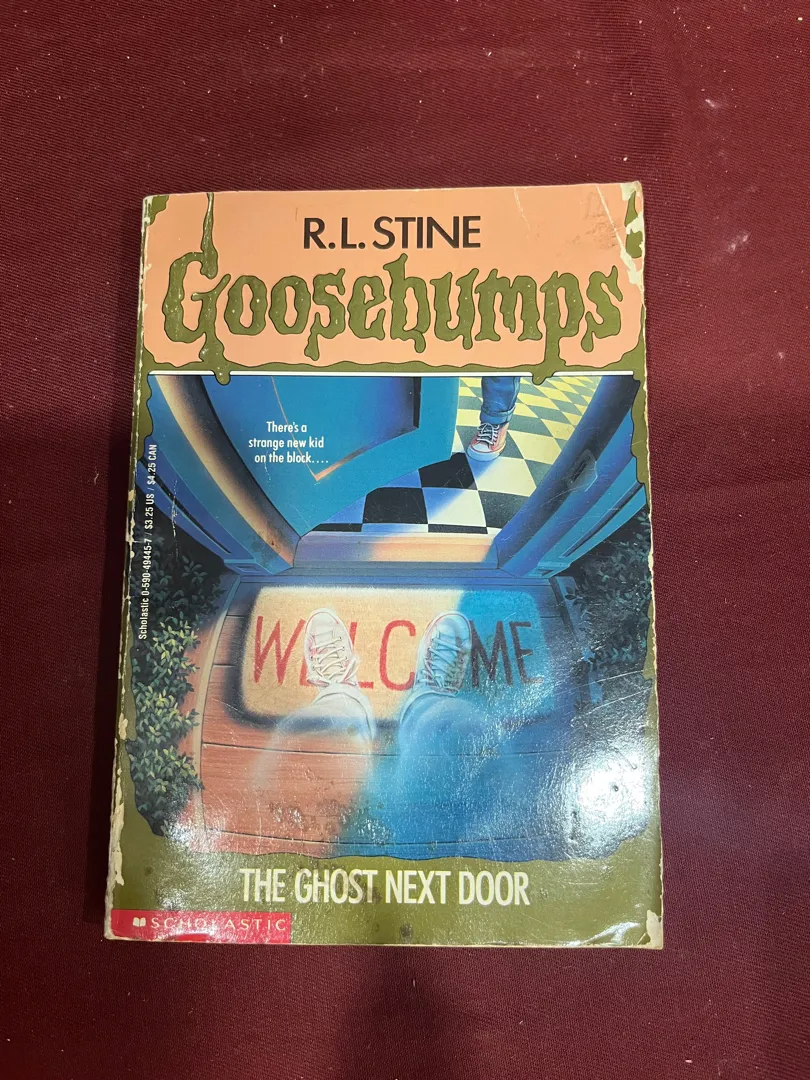 R.L. STINE
Goosebumps
There's a
strange new kid
on the block....
Scholastic 0-590-49445-7 / $3.25 US / $4.25 CAN
WELCOME
THE GHOST NEXT DOOR
SCHOLASTIC